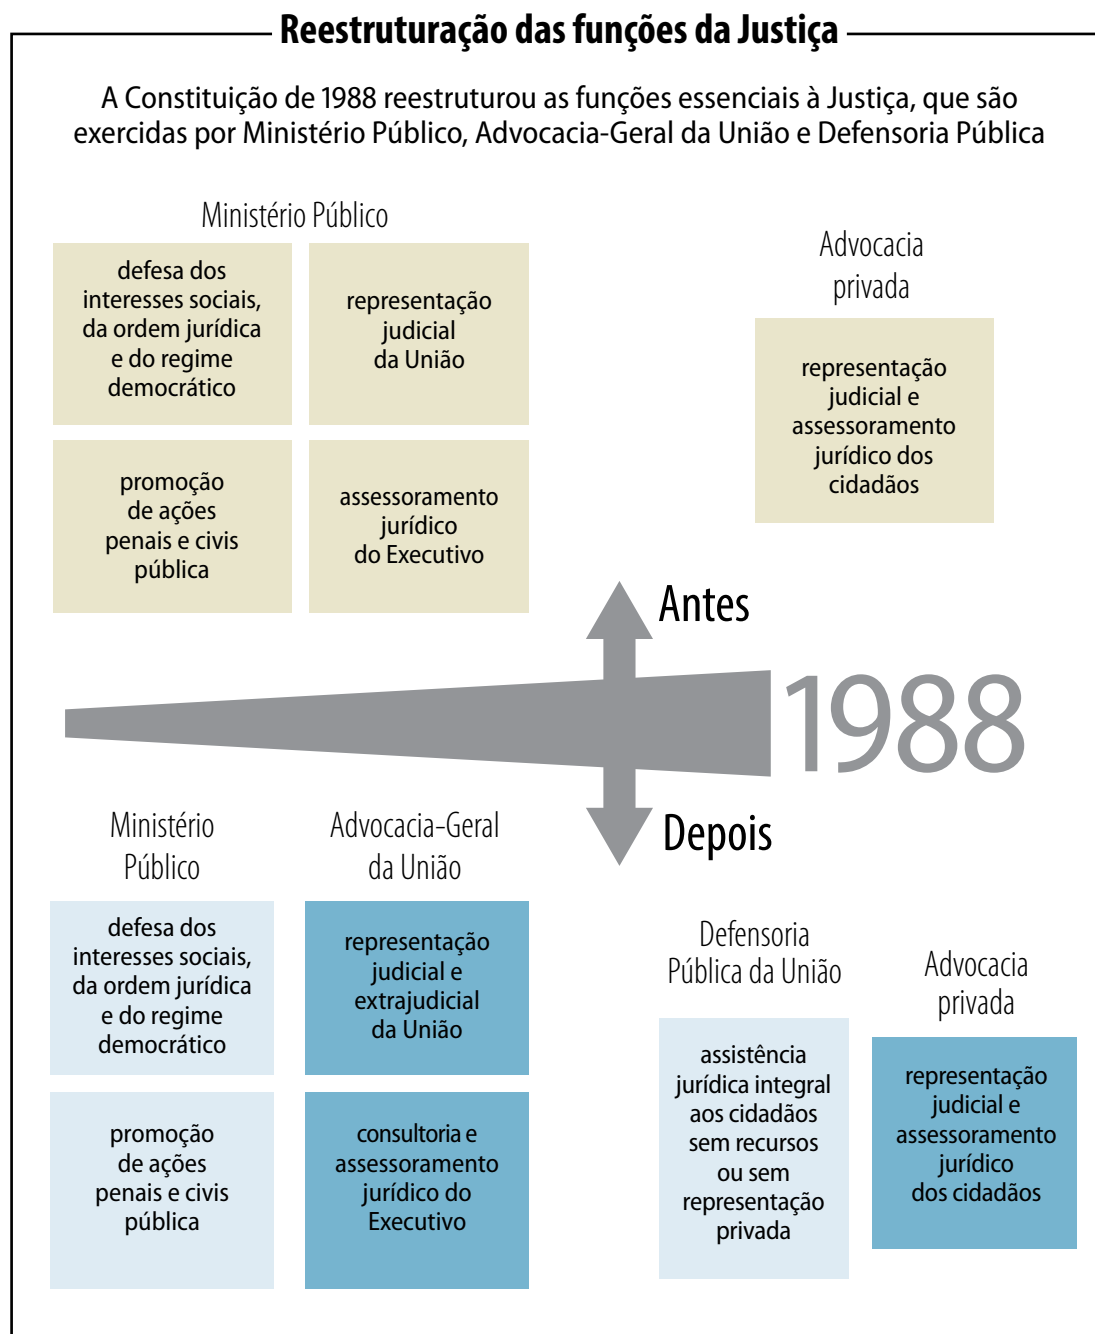 Reestruturação das funções da Justiça
A Constituição de 1988 reestruturou as funções essenciais à Justiça, que são
exercidas por Ministério Público, Advocacia-Geral da União e Defensoria Pública
Ministério Público
defesa dos
interesses sociais,
da ordem jurídica
e do regime
democrático
representação
judicial
da União
promoção
de ações
penais e civis
pública
assessoramento
jurídico
do Executivo
Advocacia
privada
representação
judicial e
assessoramento
jurídico dos
cidadãos
Antes
1988
Depois
Ministério
Público
defesa dos
interesses sociais,
da ordem jurídica
e do regime
democrático
promoção
de ações
penais e civis
pública
Advocacia-Geral
da União
representação
judicial e
extrajudicial
da União
consultoria e
assessoramento
jurídico do
Executivo
Defensoria
Pública da União
assistência
jurídica integral
aos cidadãos
sem recursos
ou sem
representação
privada
Advocacia
privada
representação
judicial e
assessoramento
jurídico
dos cidadãos